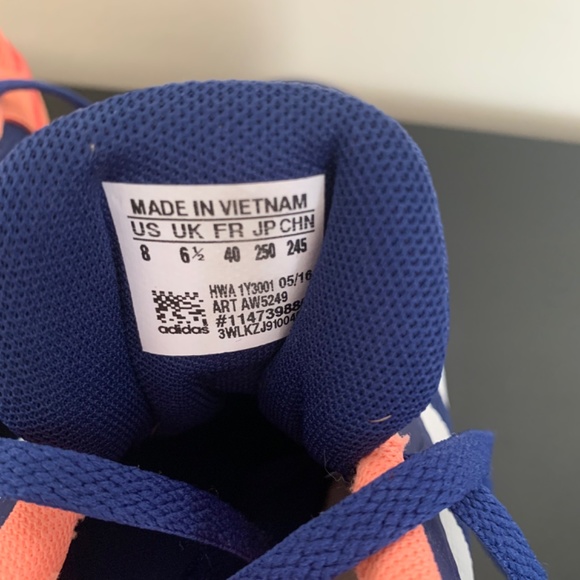 MADE IN VIETNAM
US UK FR JP CHN
8 6½ 40 250 245
HWA 1Y3001 05/16
ART AW5249
adidas